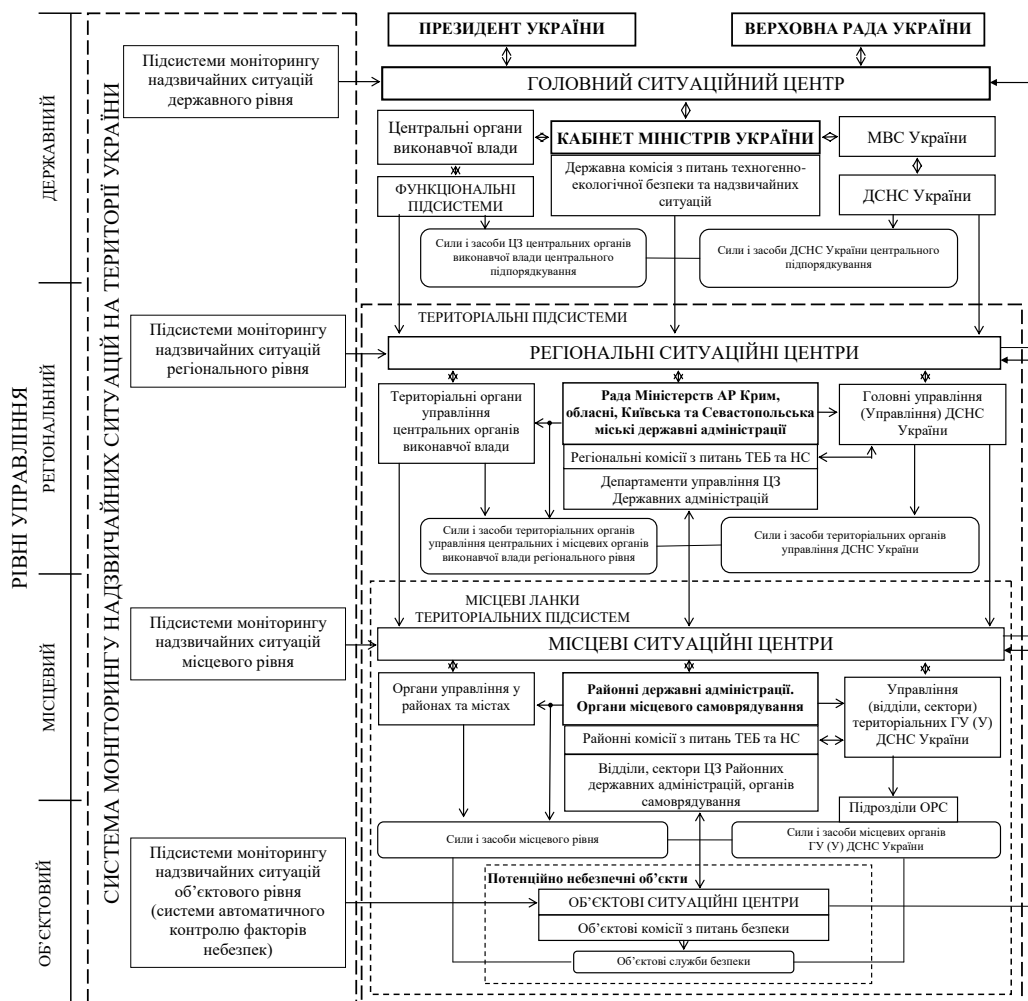 РІВНІ УПРАВЛІННЯ
ДЕРЖАВНИЙ
РЕГІОНАЛЬНИЙ
МІСЦЕВИЙ
ОБ’ЄКТОВИЙ
СИСТЕМА МОНІТОРИНГУ НАДЗВИЧАЙНИХ СИТУАЦІЙ НА ТЕРИТОРІЇ УКРАЇНИ
Підсистеми моніторингу
надзвичайних ситуацій
державного рівня
ПРЕЗИДЕНТ УКРАЇНИ
ВЕРХОВНА РАДА УКРАЇНИ
ГОЛОВНИЙ СИТУАЦІЙНИЙ ЦЕНТР
Центральні органи
виконавчої влади
КАБІНЕТ МІНІСТРІВ УКРАЇНИ
МВС України
Державна комісія з питань техногенно-
екологічної безпеки та надзвичайних
ситуацій
ФУНКЦІОНАЛЬНІ
ПІДСИСТЕМИ
ДСНС України
Сили і засоби ЦЗ центральних органів
виконавчої влади центрального
підпорядкування
Сили і засоби ДСНС України центрального
підпорядкування
ТЕРИТОРІАЛЬНІ ПІДСИСТЕМИ
Підсистеми моніторингу
надзвичайних ситуацій
регіонального рівня
РЕГІОНАЛЬНІ СИТУАЦІЙНІ ЦЕНТРИ
Територіальні органи
управління
центральних органів
виконавчої влади
Рада Міністерств АР Крим,
обласні, Київська та Севастопольська
міські державні адміністрації
Головні управління
(Управління) ДСНС
України
Регіональні комісії з питань ТЕБ та НС
Департаменти управління ЦЗ
Державних адміністрацій
Сили і засоби територіальних органів
управління центральних і місцевих органів
виконавчої влади регіонального рівня
Сили і засоби територіальних органів
управління ДСНС України
МІСЦЕВІ ЛАНКИ
ТЕРИТОРІАЛЬНИХ ПІДСИСТЕМ
Підсистеми моніторингу
надзвичайних ситуацій
місцевого рівня
МІСЦЕВІ СИТУАЦІЙНІ ЦЕНТРИ
Органи управління у
районах та містах
Районні державні адміністрації.
Органи місцевого самоврядування
Управління
(відділи, сектори)
територіальних ГУ (У)
ДСНС України
Районні комісії з питань ТЕБ та НС
Відділи, сектори ЦЗ Районних
державних адміністрацій, органів
самоврядування
Підрозділи ОРС
Сили і засоби місцевого рівня
Сили і засоби місцевих органів
ГУ (У) ДСНС України
Підсистеми моніторингу
надзвичайних ситуацій
об’єктового рівня
(системи автоматичного
контролю факторів
небезпек)
Потенційно небезпечні об’єкти
ОБ’ЄКТОВІ СИТУАЦІЙНІ ЦЕНТРИ
Об’єктові комісії з питань безпеки
Об’єктові служби безпеки